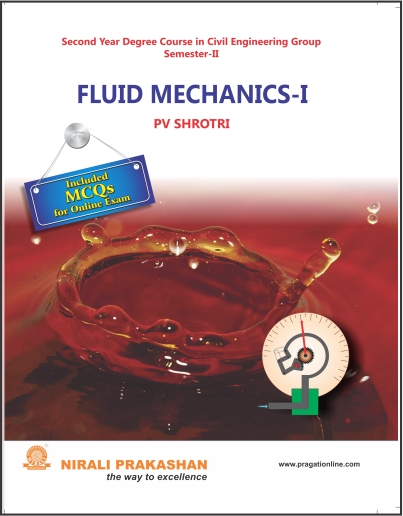 Second Year Degree Course in Civil Engineering Group
Semester-II
FLUID MECHANICS-I
PV SHROTRI
Included
MCQs
for Online Exam
NIRALI PRAKASHAN
the way to excellence
www.pragationline.com